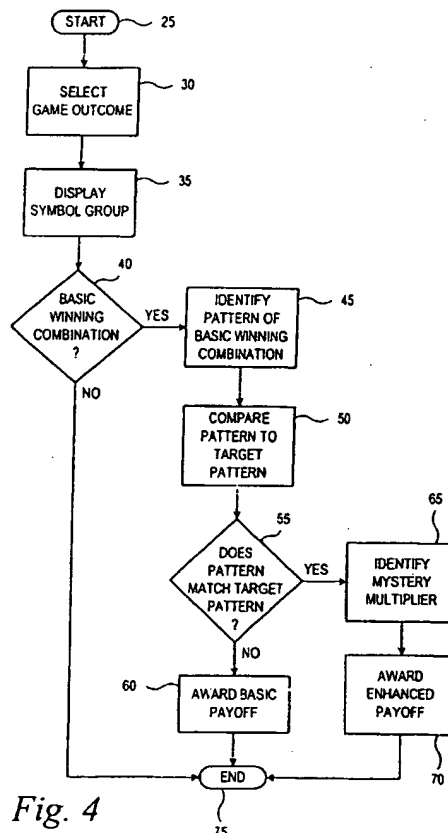 START
25
SELECT
GAME OUTCOME
30
DISPLAY
SYMBOL GROUP
35
BASIC
WINNING
COMBINATION
?
40
YES
NO
IDENTIFY
PATTERN OF
BASIC WINNING
COMBINATION
45
COMPARE
PATTERN TO
TARGET
PATTERN
50
DOES
PATTERN
MATCH TARGET
PATTERN
?
55
YES
NO
IDENTIFY
MYSTERY
MULTIPLIER
65
60
AWARD BASIC
PAYOFF
AWARD
ENHANCED
PAYOFF
70
END
75
Fig. 4